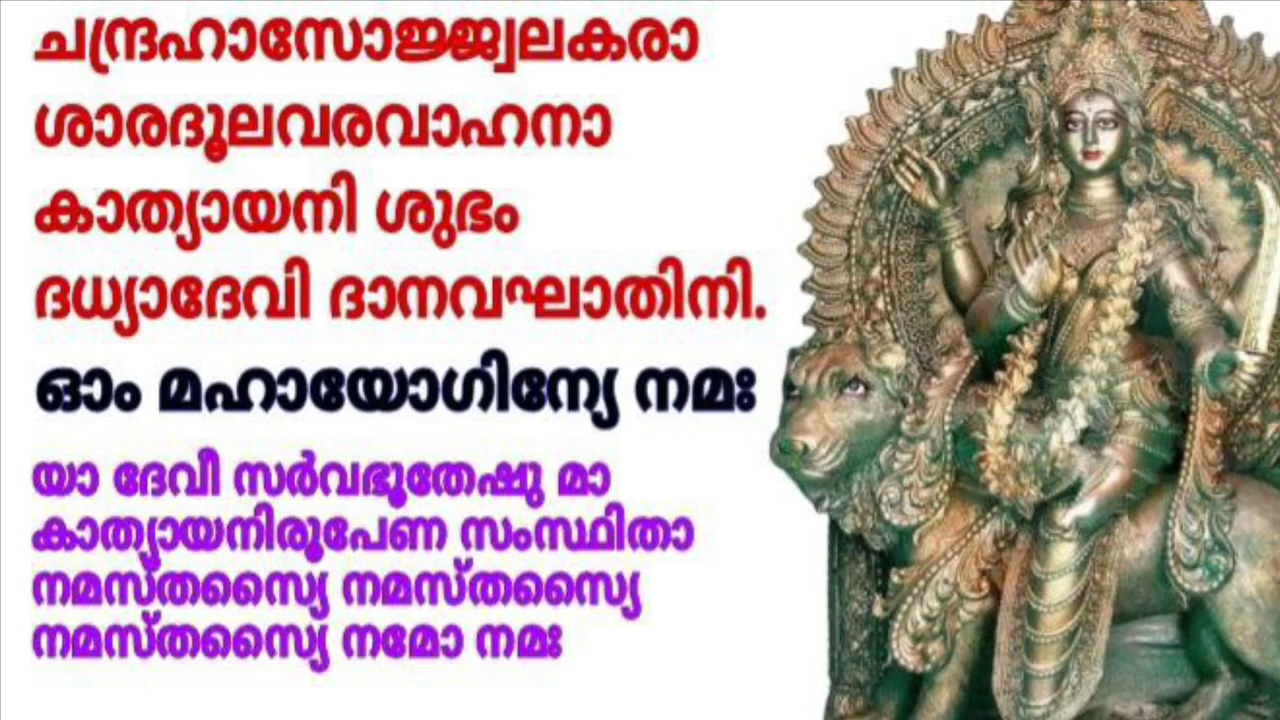 ചന്ദ്രഹാസോജ്ജ്വലകരാ
ശാരദൂലവരവാഹനാ
കാത്യായനി ശുഭം
ദധ്യാദേവി ദാനവഘാതിനി.
ഓം മഹായോഗിന്യേ നമഃ
യാ ദേവീ സർവഭൂതേഷു മാ
കാത്യായനിരൂപേണ സംസ്ഥിതാ
നമസ്തസ്യൈ നമസ്തസ്യൈ
നമസ്തസ്യൈ നമോ നമഃ